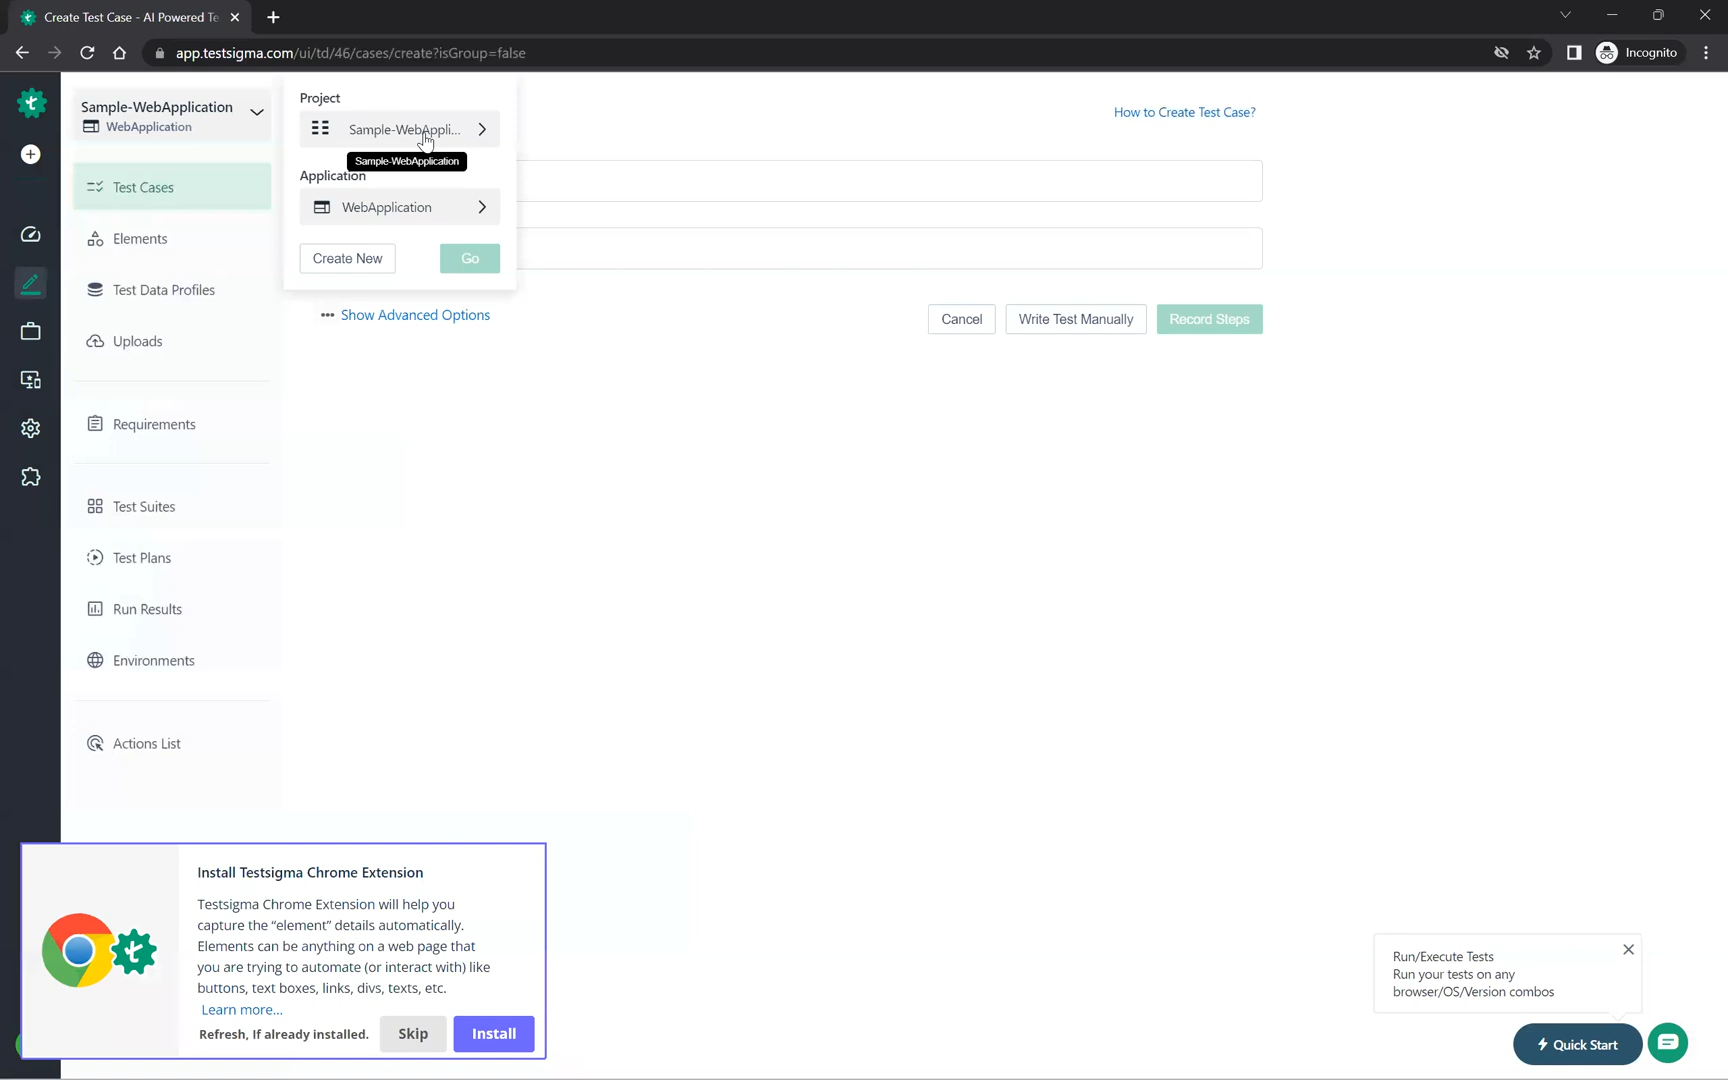 Create Test Case - AI Powered Te
app.testsigma.com/ui/td/46/cases/create?isGroup=false
Incognito
Sample-WebApplication
WebApplication
Test Cases
Elements
Test Data Profiles
Uploads
Requirements
Test Suites
Test Plans
Run Results
Environments
Actions List
Project
Sample-WebAppli...
Sample-WebApplication
Application
WebApplication
Create New
Go
How to Create Test Case?
••• Show Advanced Options
Cancel
Write Test Manually
Record Steps
Install Testsigma Chrome Extension
Testsigma Chrome Extension will help you
capture the “element” details automatically.
Elements can be anything on a web page that
you are trying to automate (or interact with) like
buttons, text boxes, links, divs, texts, etc.
Learn more...
Refresh, If already installed.
Skip
Install
Run/Execute Tests
Run your tests on any
browser/OS/Version combos
Quick Start